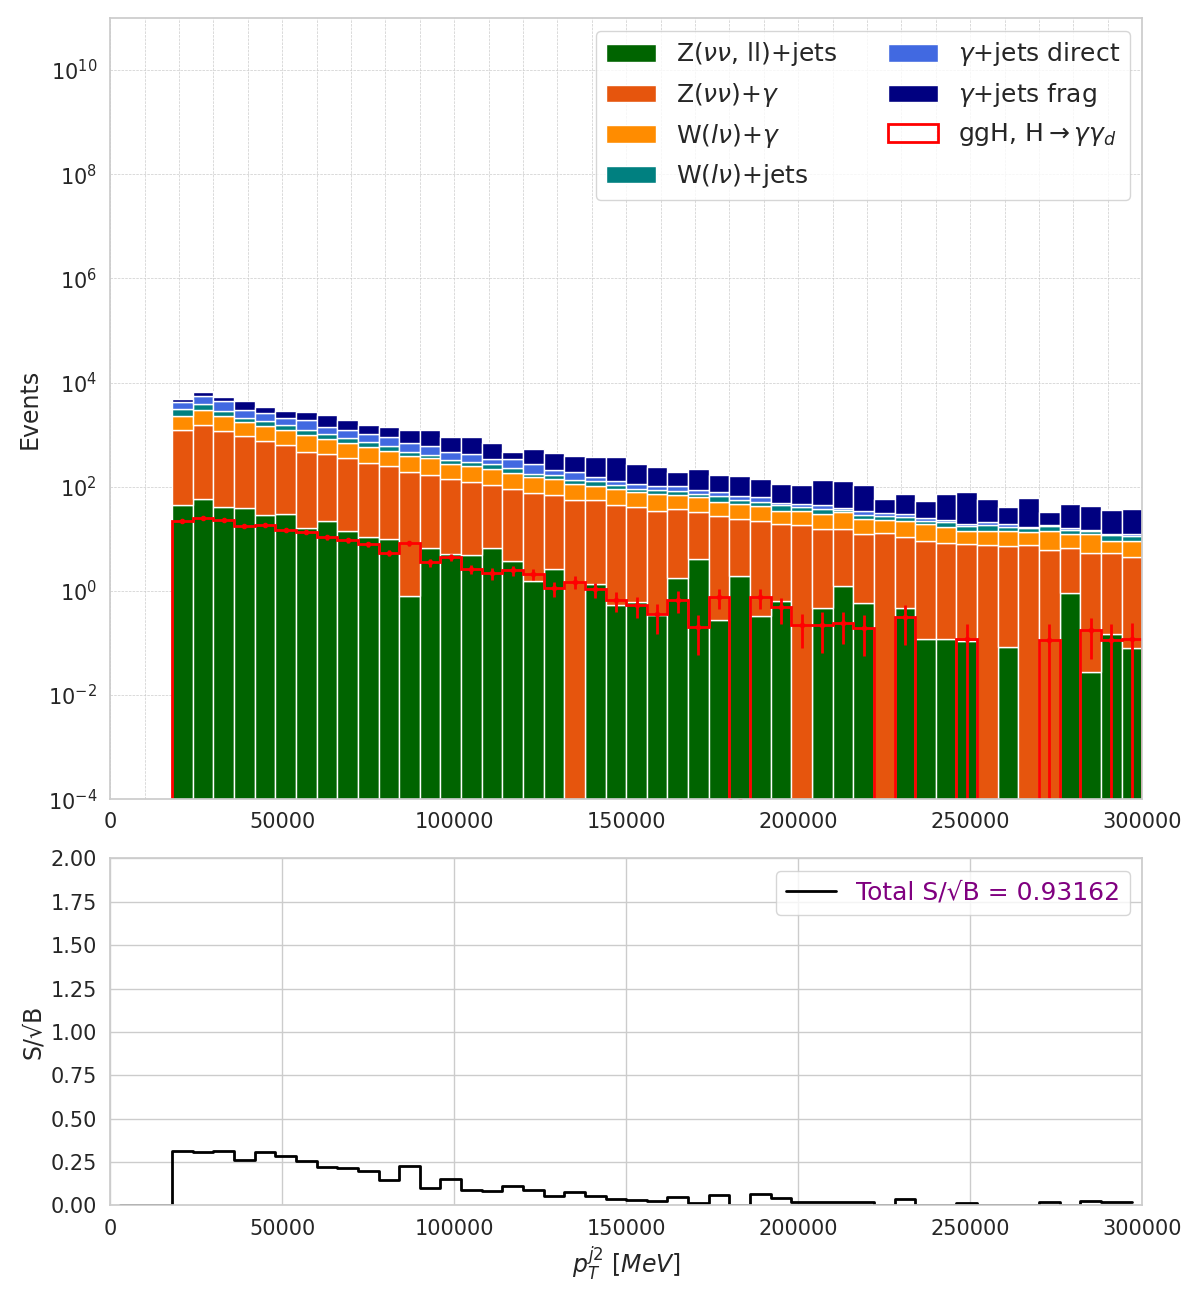 Z(νν, ll)+jets
Z(νν)+γ
W(lν)+γ
W(lν)+jets
γ+jets direct
γ+jets frag
ggH, H→γγ_d
Events
10^10
10^8
10^6
10^4
10^2
10^0
10^−2
10^−4
0 50000 100000 150000 200000 250000 300000
Total S/√B = 0.93162
S/√B
2.00
1.75
1.50
1.25
1.00
0.75
0.50
0.25
0.00
0 50000 100000 150000 200000 250000 300000
p_T^{j2} [MeV]